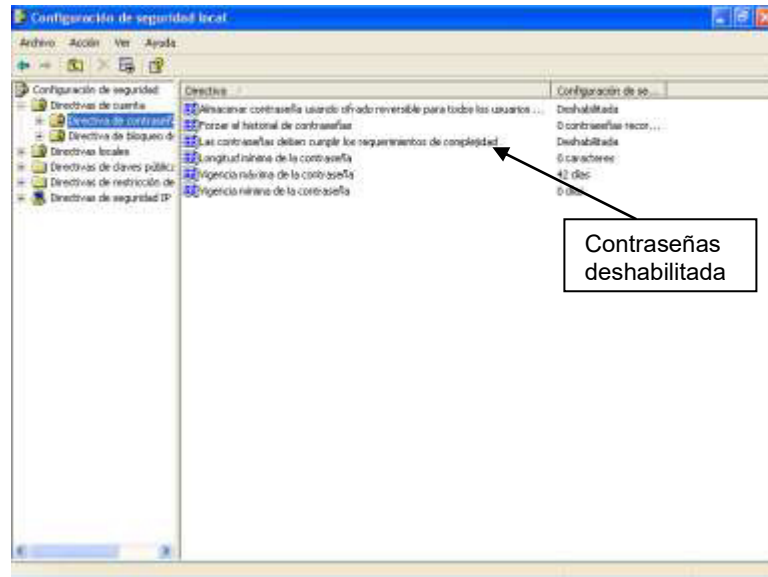 Configuración de seguridad local
Archivo Acción Ver Ayuda
Configuración de seguridad
Directivas de cuenta
Directiva de contraseñ
Directiva de bloqueo d
Directivas locales
Directivas de claves públic
Directivas de restricción de
Directivas de seguridad IP
Directiva Configuración de se...
Almacenar contraseña usando cifrado reversible para todos los usuarios ... Deshabilitada
Forzar el historial de contraseñas 0 contraseñas recor...
Las contraseñas deben cumplir los requerimientos de complejidad Deshabilitada
Longitud mínima de la contraseña 6 caracteres
Vigencia máxima de la contraseña 42 días
Vigencia mínima de la contraseña 0 días
Contraseñas
deshabilitada